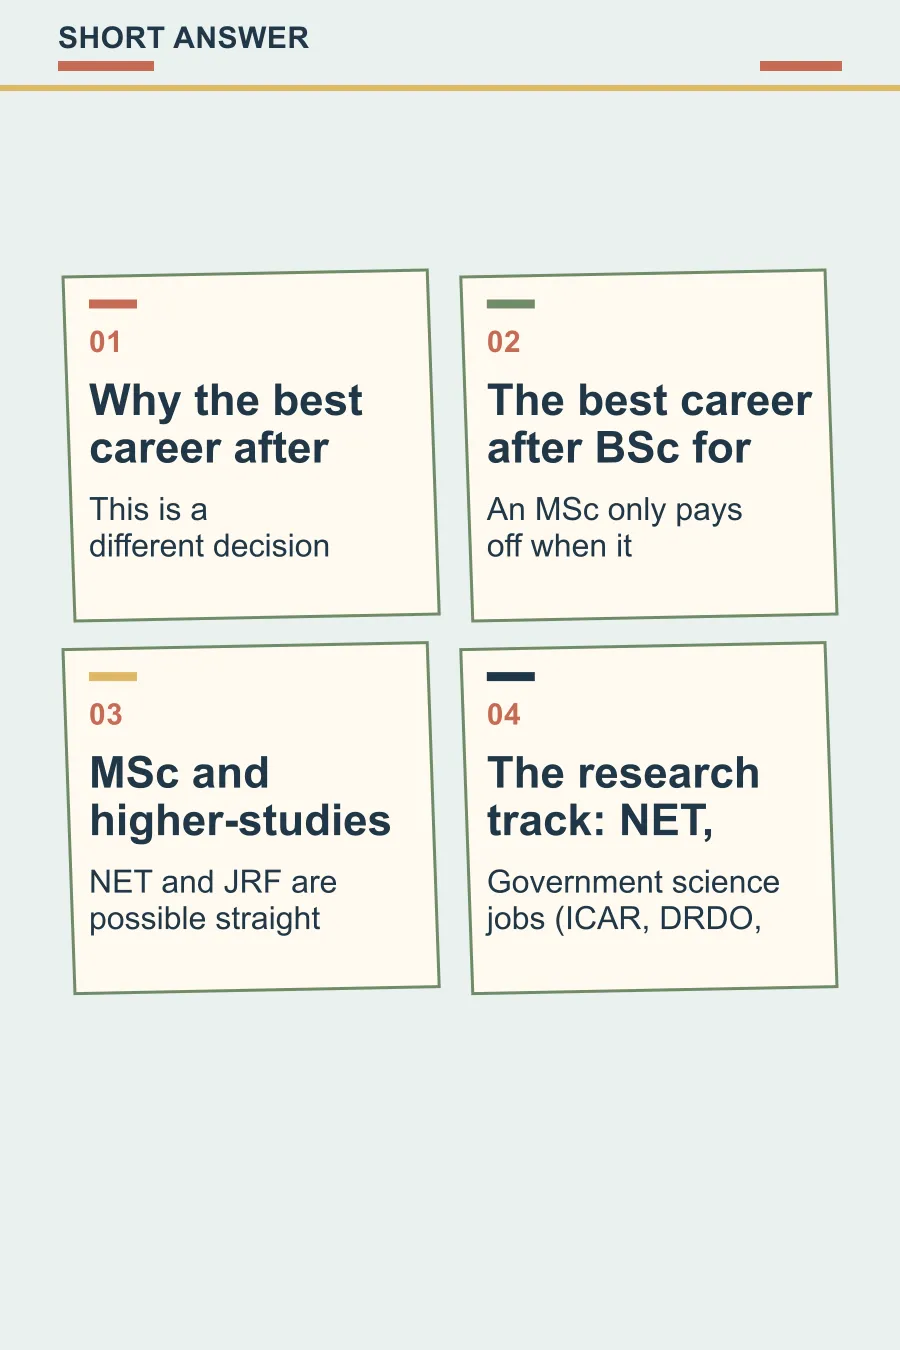 SHORT ANSWER
01
Why the best
career after
This is a
different decision
02
The best career
after BSc for
An MSc only pays
off when it
03
MSc and
higher-studies
NET and JRF are
possible straight
04
The research
track: NET,
Government science
jobs (ICAR, DRDO,